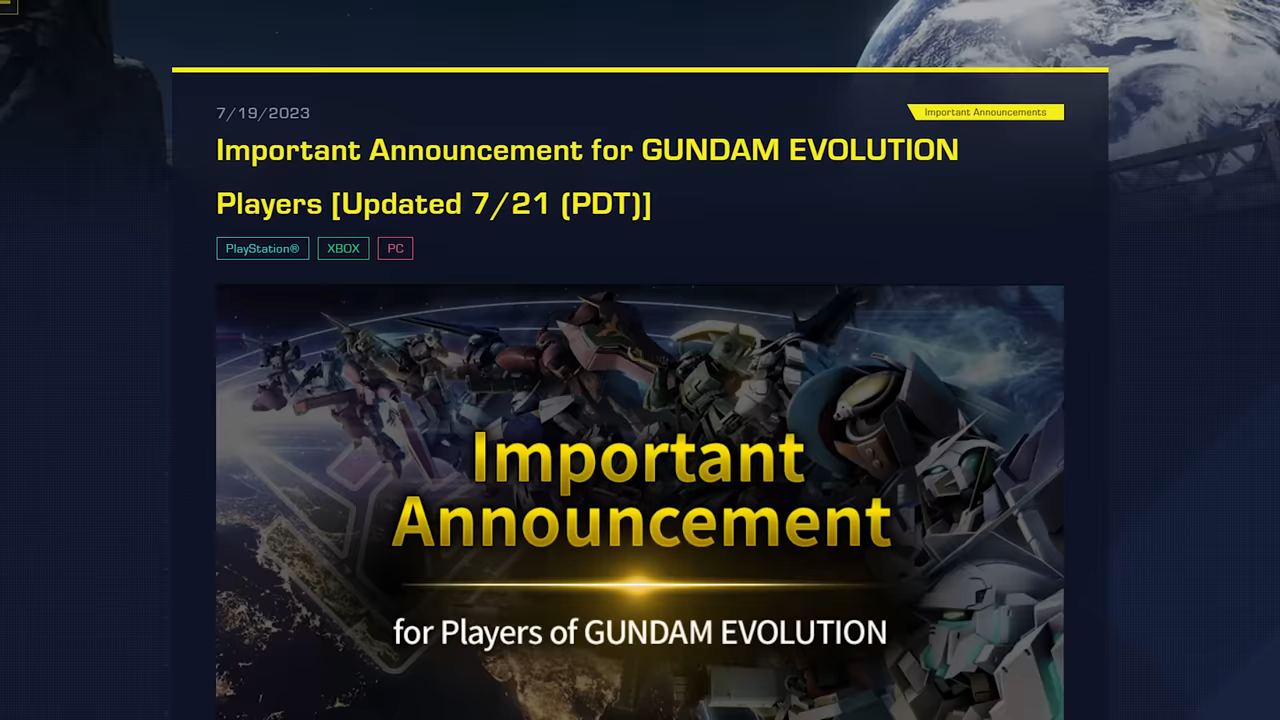 7/19/2023
Important Announcements
Important Announcement for GUNDAM EVOLUTION
Players [Updated 7/21 (PDT)]
PlayStation® XBOX PC
Important
Announcement
for Players of GUNDAM EVOLUTION